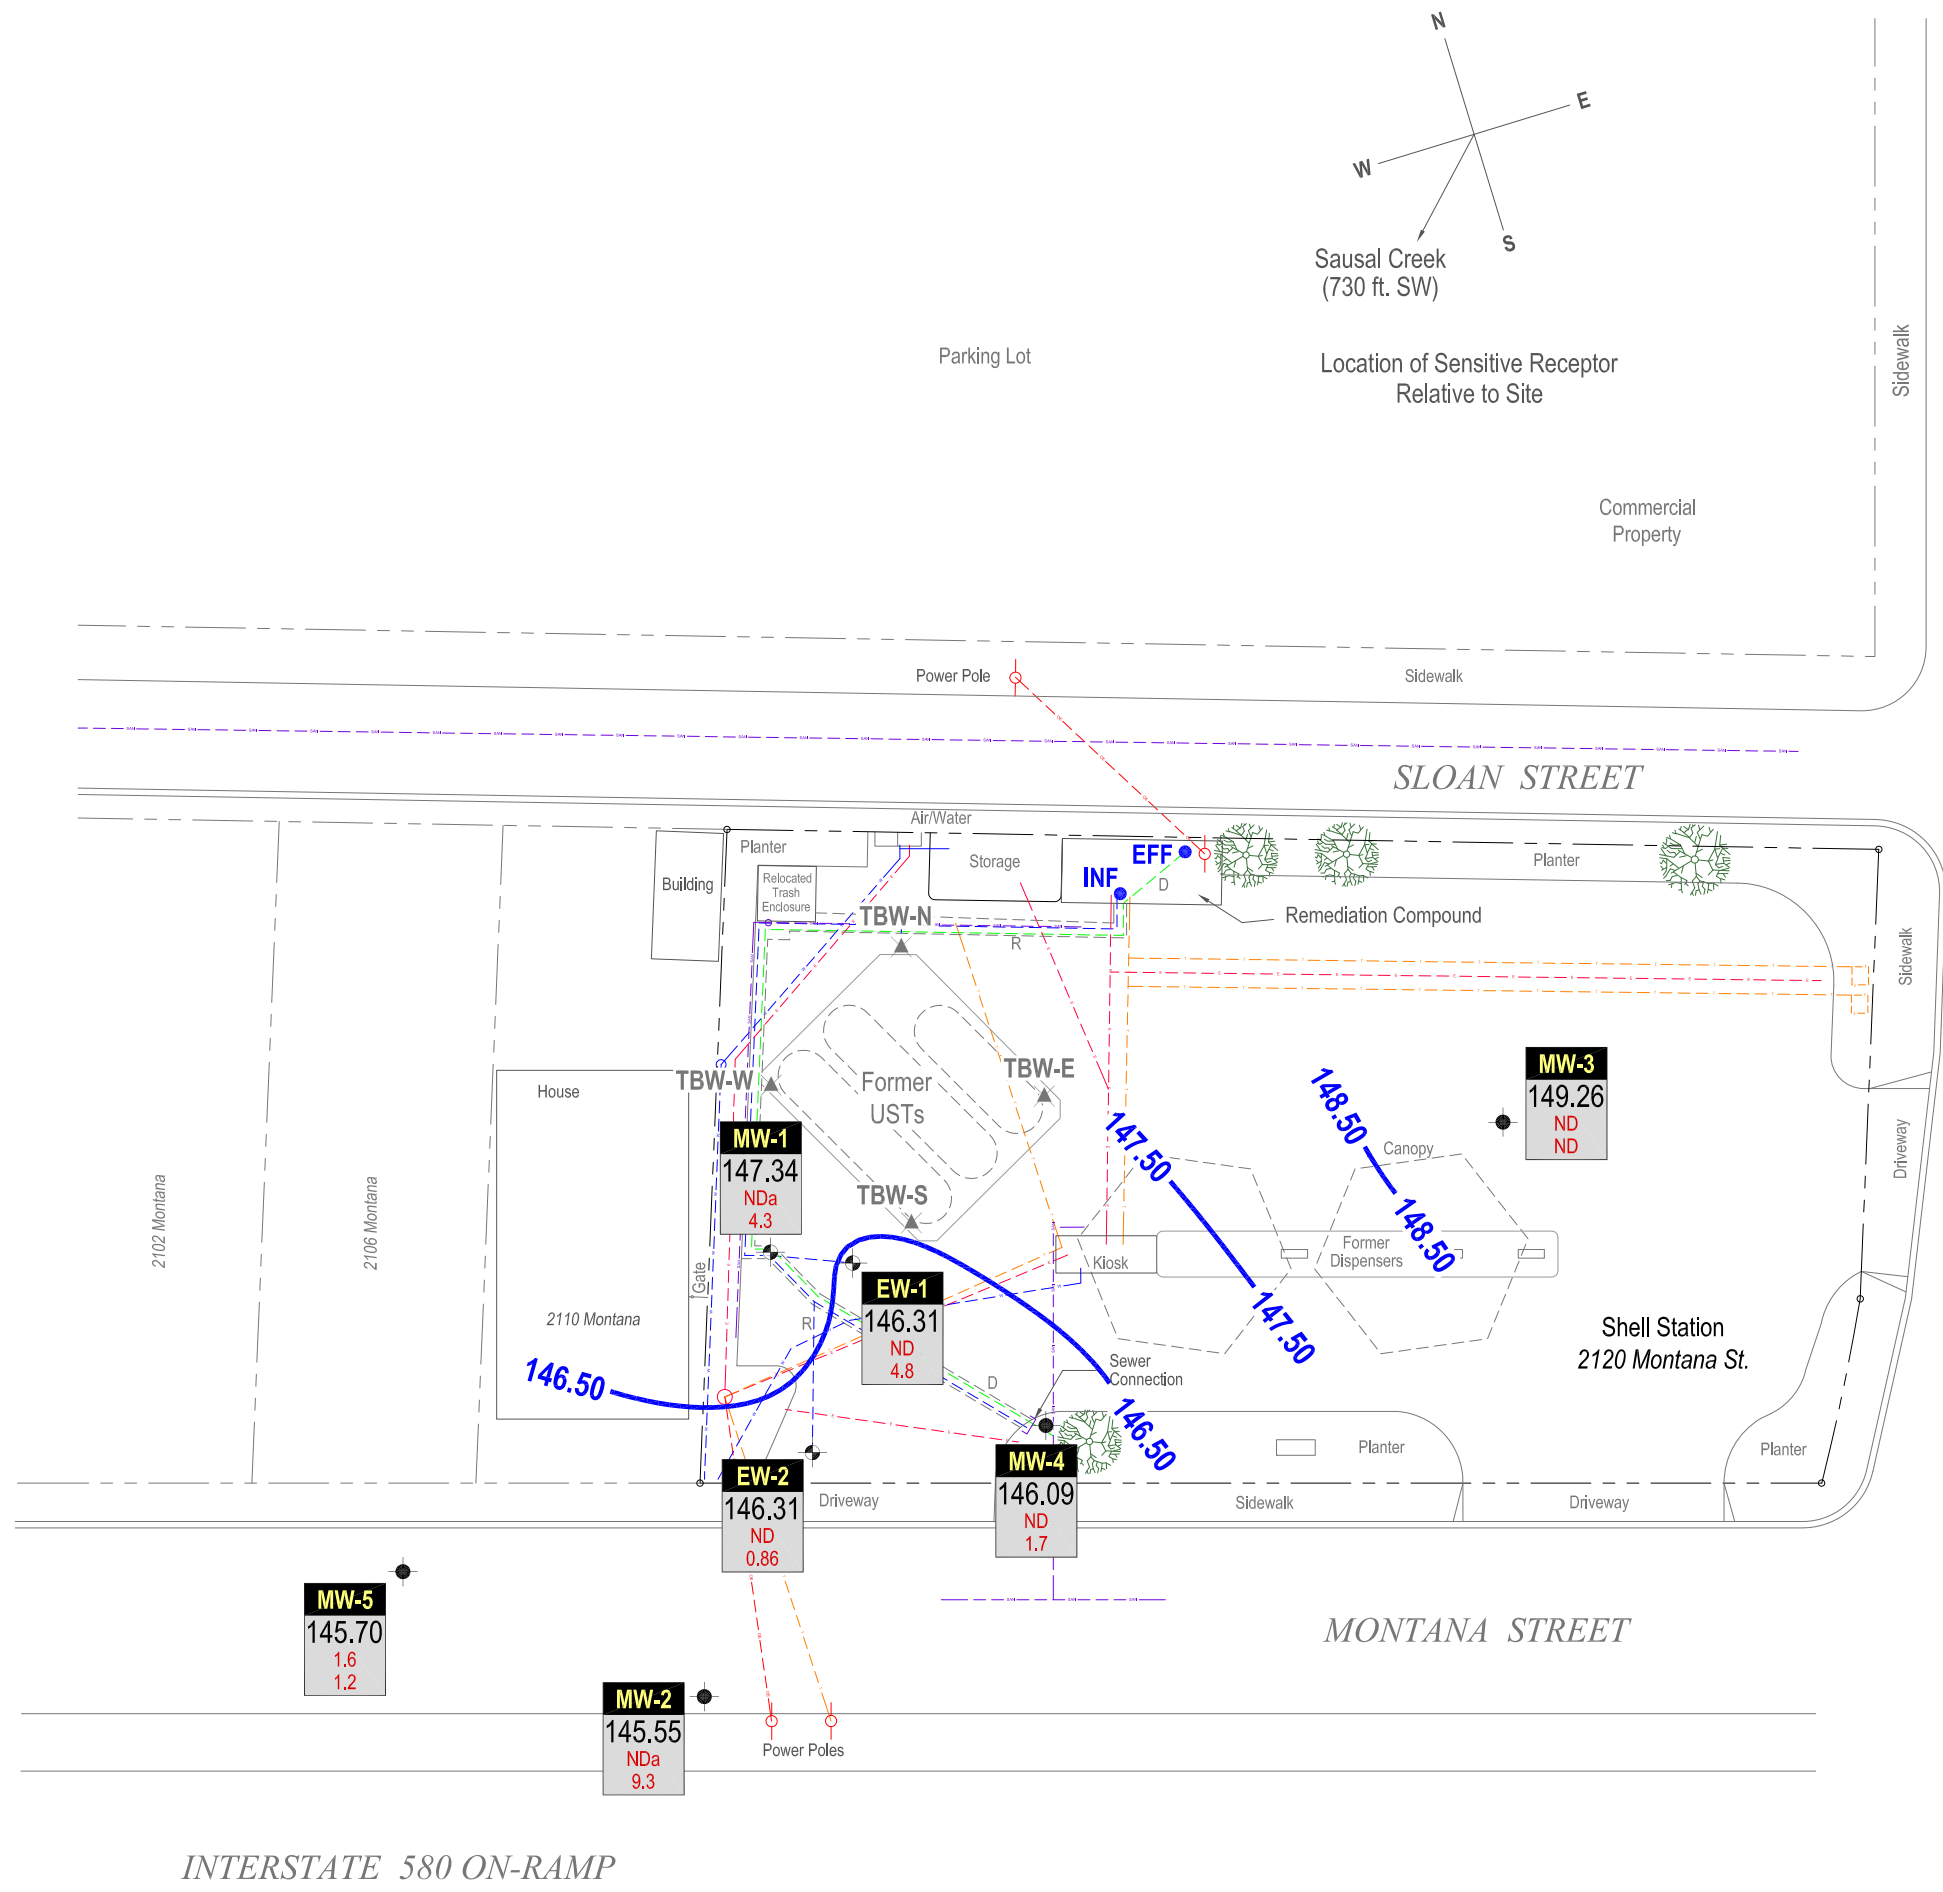 N
E
W
S
Sausal Creek
(730 ft. SW)
Parking Lot
Location of Sensitive Receptor
Relative to Site
Sidewalk
Commercial
Property
Power Pole
Sidewalk
SLOAN STREET
Air/Water
Planter
Storage
EFF
INF
D
Planter
Building
Relocated
Trash
Enclosure
TBW-N
R
Remediation Compound
Sidewalk
TBW-W
House
Former
USTs
TBW-E
MW-3
149.26
ND
ND
148.50
147.50
Canopy
Driveway
MW-1
147.34
NDa
4.3
TBW-S
148.50
2102 Montana
2106 Montana
Gate
Kiosk
Former
Dispensers
EW-1
146.31
ND
4.8
2110 Montana
R
147.50
Shell Station
2120 Montana St.
146.50
D
Sewer
Connection
146.50
Planter
Planter
EW-2
146.31
ND
0.86
Driveway
MW-4
146.09
ND
1.7
Sidewalk
Driveway
MW-5
145.70
1.6
1.2
MONTANA STREET
MW-2
145.55
NDa
9.3
Power Poles
INTERSTATE 580 ON-RAMP